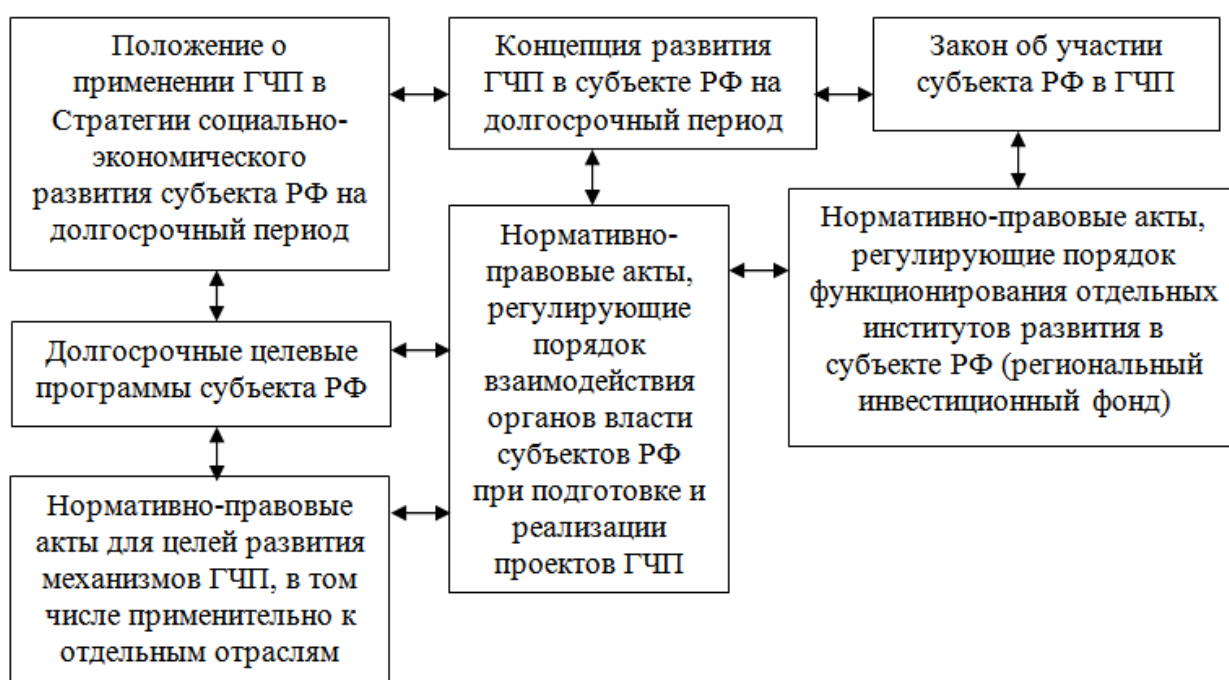 Положение о
применении ГЧП в
Стратегии социально-
экономического
развития субъекта РФ на
долгосрочный период
Концепция развития
ГЧП в субъекте РФ на
долгосрочный период
Закон об участии
субъекта РФ в ГЧП
Долгосрочные целевые
программы субъекта РФ
Нормативно-
правовые акты,
регулирующие
порядок
взаимодействия
органов власти
субъектов РФ
при подготовке и
реализации
проектов ГЧП
Нормативно-правовые акты,
регулирующие порядок
функционирования отдельных
институтов развития в
субъекте РФ (региональный
инвестиционный фонд)
Нормативно-правовые
акты для целей развития
механизмов ГЧП, в том
числе применительно к
отдельным отраслям